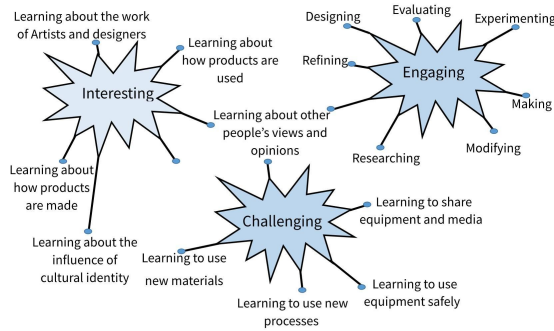 Learning about the work
of Artists and designers
Learning about
how products are
used
Interesting
Learning about other
people's views and
opinions
Learning about
how products
are made
Learning about the
influence of
cultural identity
Designing
Evaluating
Experimenting
Refining
Engaging
Making
Modifying
Researching
Challenging
Learning to share
equipment and media
Learning to use
new materials
Learning to use new
processes
Learning to use
equipment safely